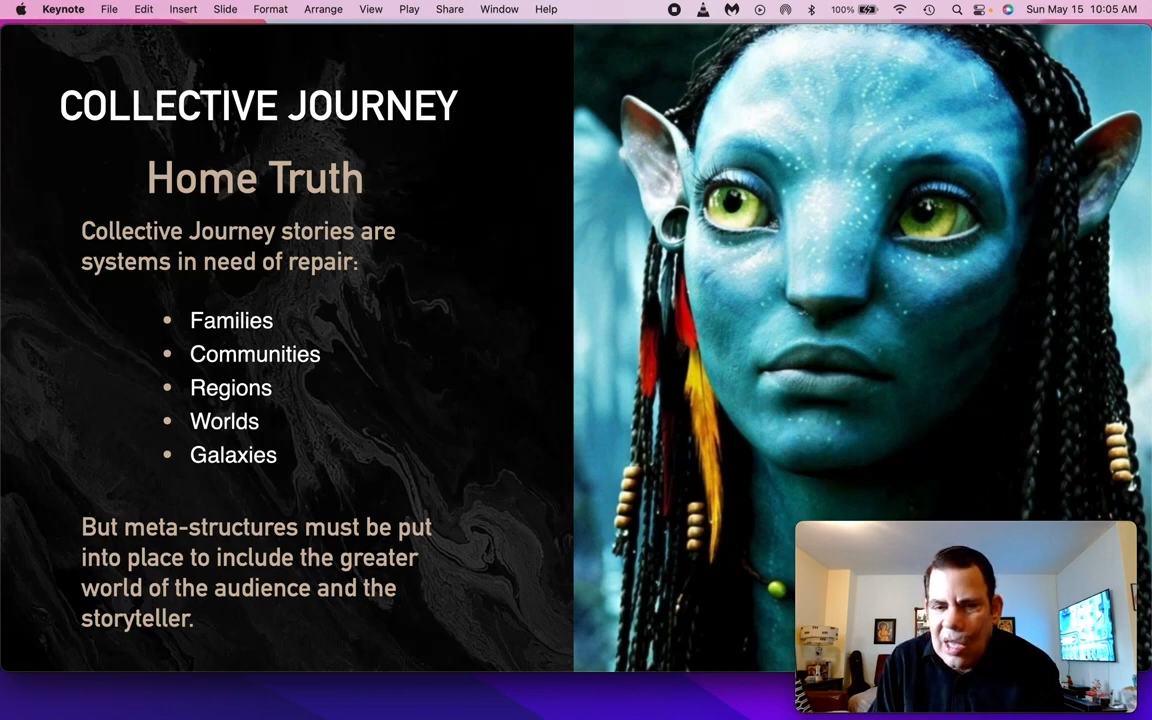 Keynote File Edit Insert Slide Format Arrange View Play Share Window Help 100% Sun May 15 10:05 AM
COLLECTIVE JOURNEY
Home Truth
Collective Journey stories are
systems in need of repair:
• Families
• Communities
• Regions
• Worlds
• Galaxies
But meta-structures must be put
into place to include the greater
world of the audience and the
storyteller.